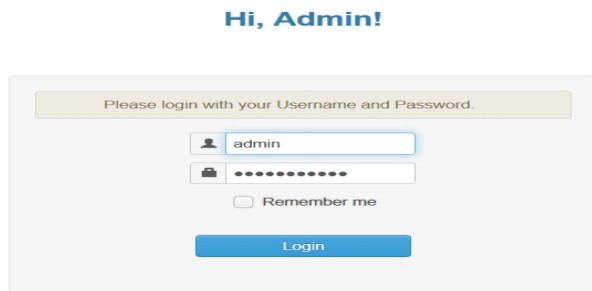 Hi, Admin!
Please login with your Username and Password.
admin
•••••••••••
Remember me
Login